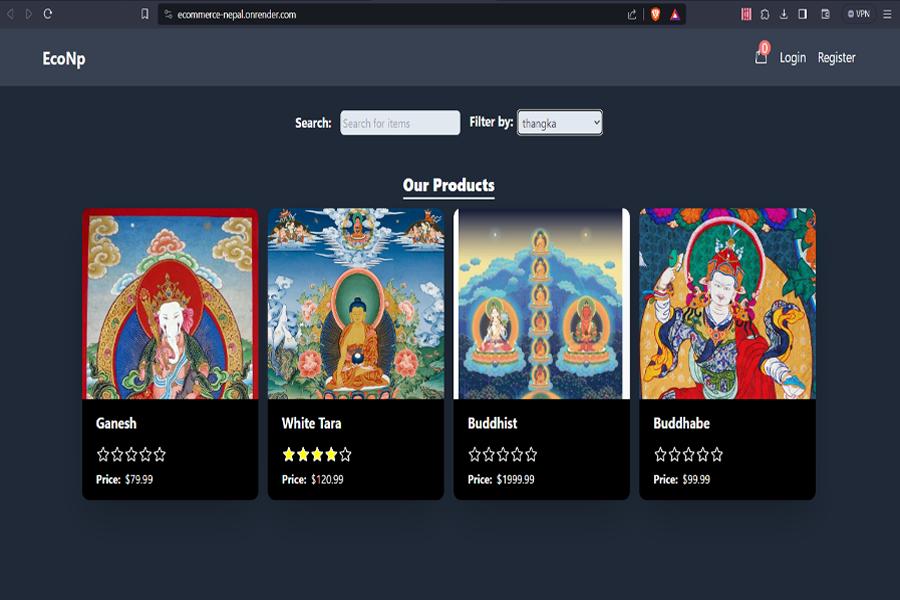 ecommerce-nepal.onrender.com
VPN
EcoNp
0
Login
Register
Search:
Search for items
Filter by:
thangka
Our Products
Ganesh
Price: $79.99
White Tara
Price: $120.99
Buddhist
Price: $1999.99
Buddhabe
Price: $99.99